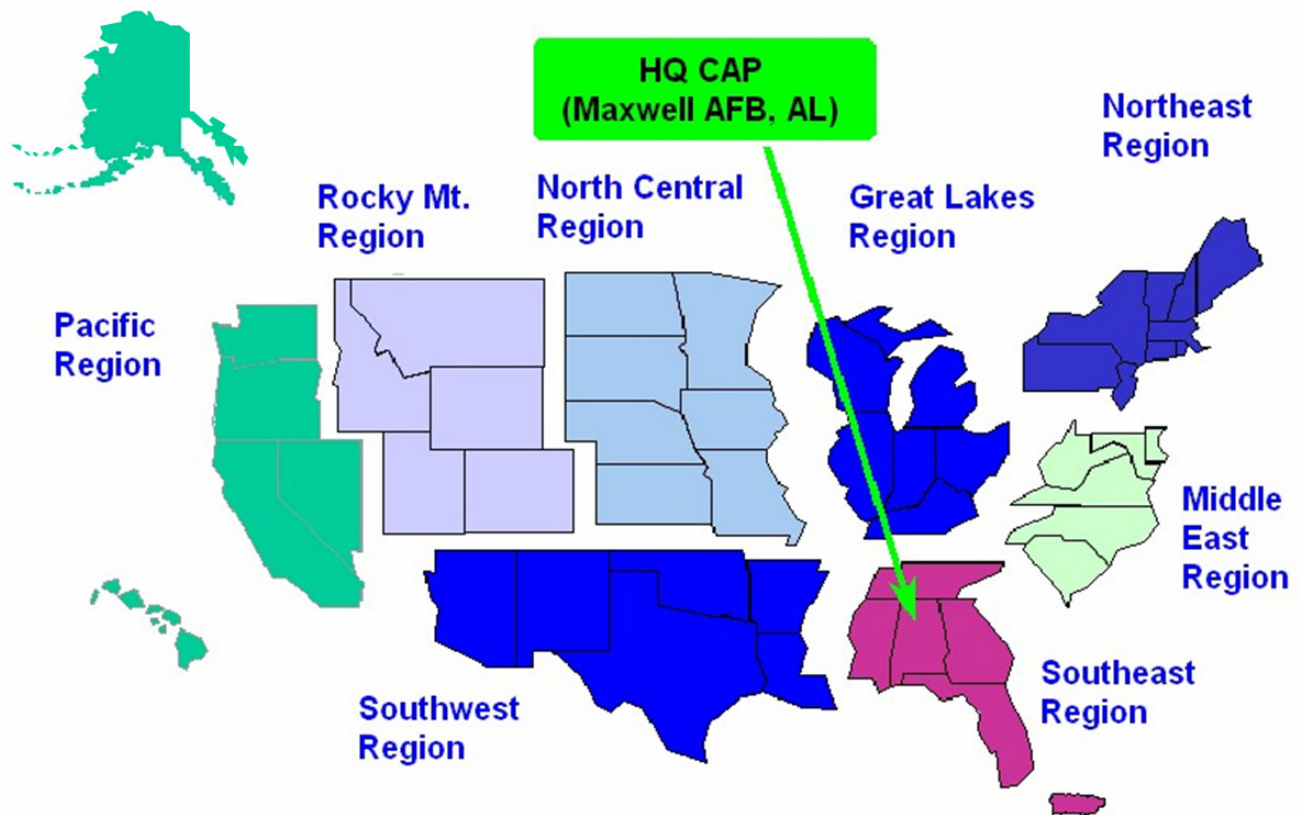 HQ CAP
(Maxwell AFB, AL)
Northeast
Region
Rocky Mt.
Region
North Central
Region
Great Lakes
Region
Pacific
Region
Middle
East
Region
Southwest
Region
Southeast
Region